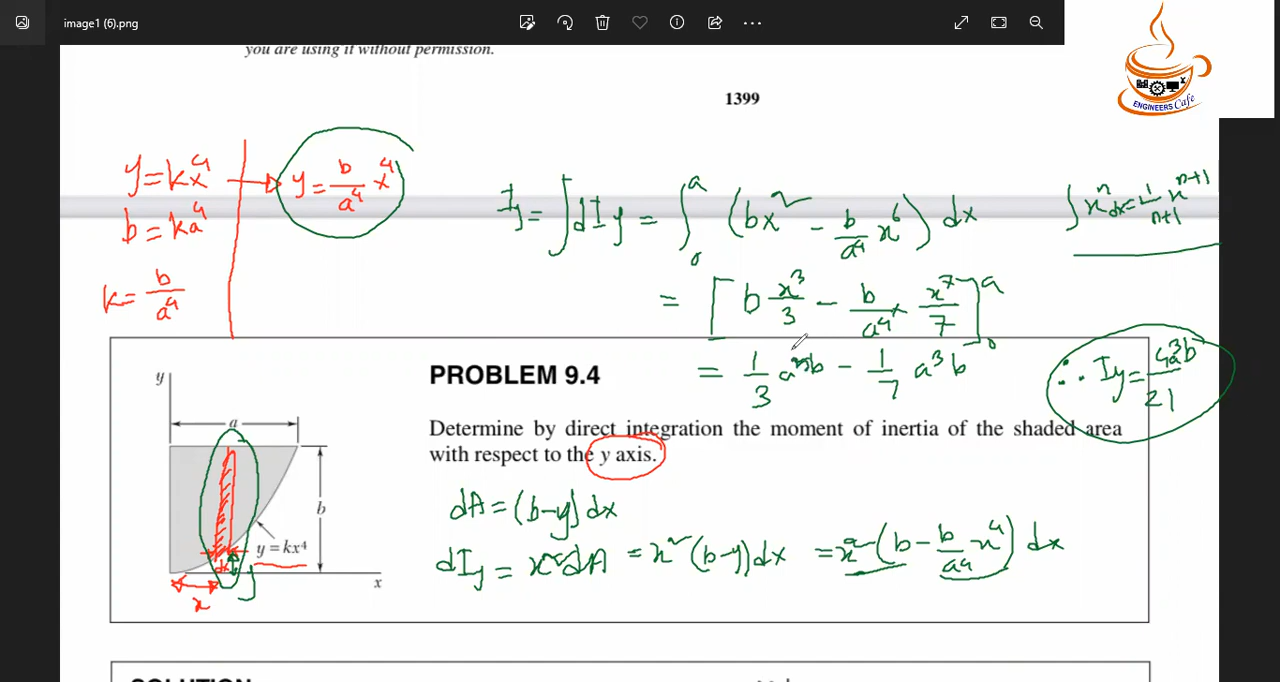 image1 (6).png
ENGINEERS Cafe
you are using it without permission.
1399
y=kx⁴
y = b/a⁴ x⁴
b=ka⁴
k= b/a⁴
Iy= ∫dIy = ∫₀ᵃ (bx² - b/a⁴ x⁶) dx
∫xⁿdx= 1/n+1 xⁿ⁺¹
= [b x³/3 - b/a⁴ × x⁷/7]₀ᵃ
= 1/3 a³b - 1/7 a³b
∴ Iy= 4a³b/21
PROBLEM 9.4
Determine by direct integration the moment of inertia of the shaded area
with respect to the y axis.
y
a
b
y = kx⁴
x
dx
y
x
dA = (b-y)dx
dIy = x²dA = x²(b-y)dx = x²(b- b/a⁴ x⁴) dx
SOLUTION